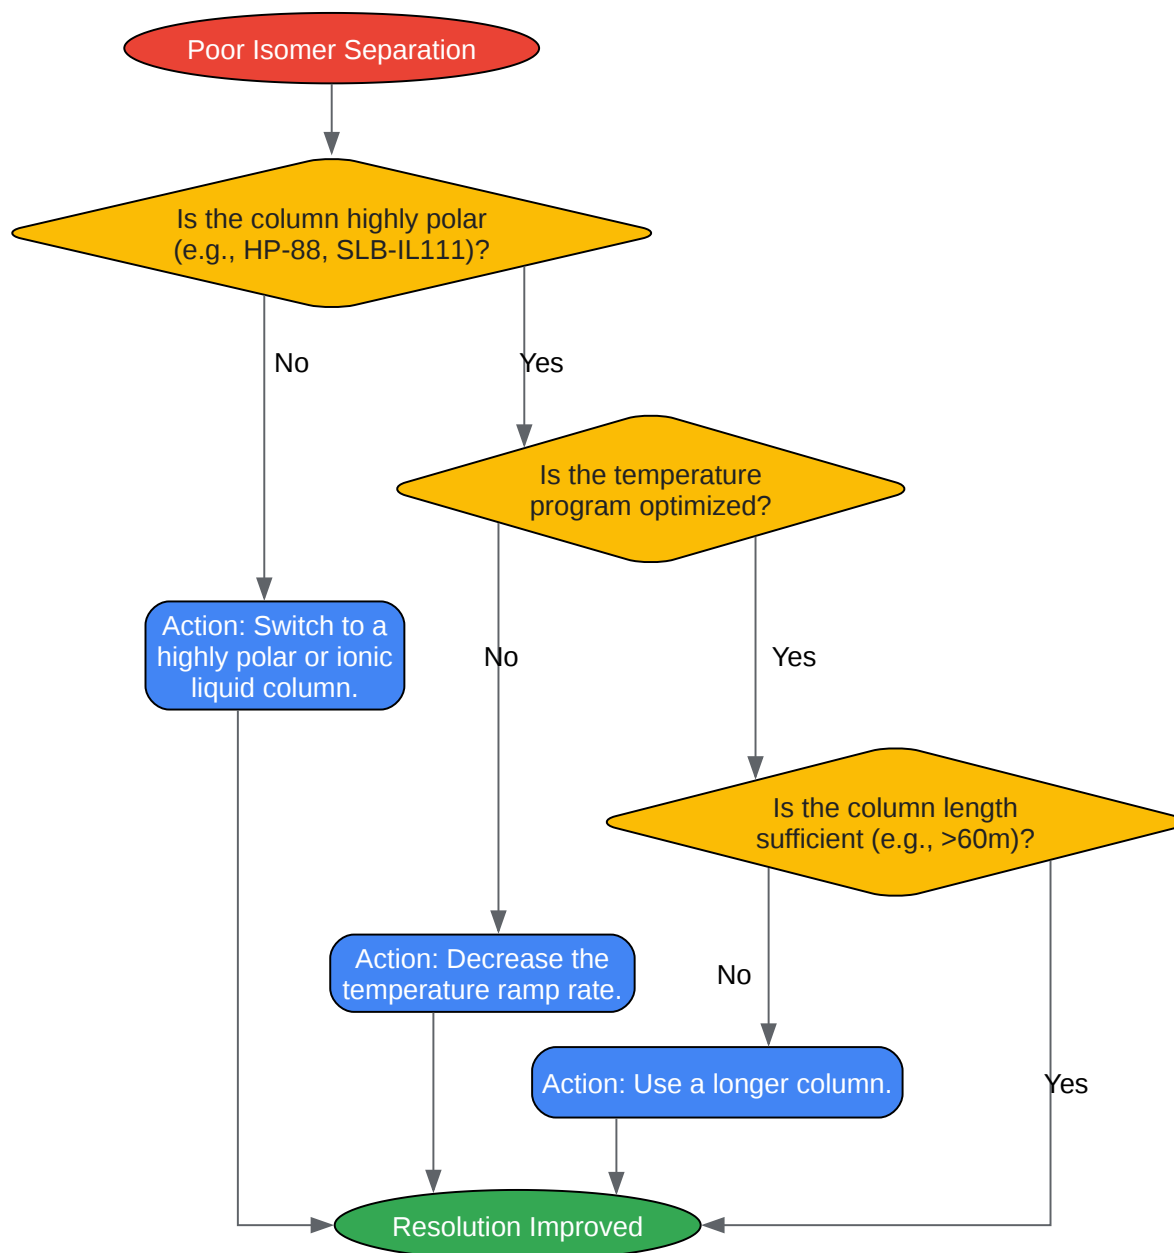 Poor Isomer Separation
Is the column highly polar
(e.g., HP-88, SLB-IL111)?
No
Yes
Is the temperature
program optimized?
Action: Switch to a
highly polar or ionic
liquid column.
No
Yes
Is the column length
sufficient (e.g., >60m)?
Action: Decrease the
temperature ramp rate.
No
Action: Use a longer column.
Yes
Resolution Improved